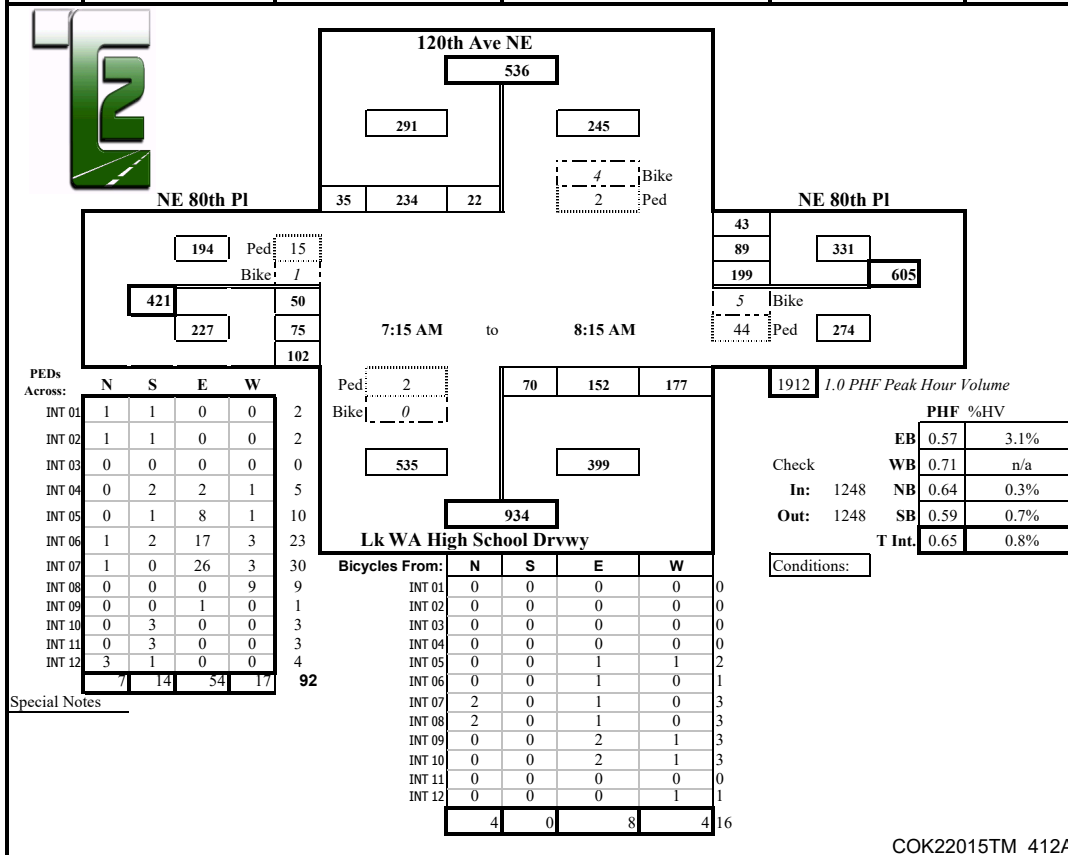 T2
120th Ave NE
536
291 245
4 Bike
2 Ped
NE 80th Pl
35 234 22
NE 80th Pl
43
194 Ped 15
89 331
Bike 1
199 605
421 50
5 Bike
227 75
7:15 AM to 8:15 AM
44 Ped 274
102
PEDs Across: N S E W
INT 01 1 1 0 0 2
INT 02 1 1 0 0 2
INT 03 0 0 0 0 0
INT 04 0 2 2 1 5
INT 05 0 1 8 1 10
INT 06 1 2 17 3 23
INT 07 1 0 26 3 30
INT 08 0 0 0 9 9
INT 09 0 0 1 0 1
INT 10 0 3 0 0 3
INT 11 0 3 0 0 3
INT 12 3 1 0 0 4
7 14 54 17 92
Special Notes
Ped 2
70 152 177
Bike 0
535 399
934
Lk WA High School Drvwy
1912 1.0 PHF Peak Hour Volume
PHF %HV
EB 0.57 3.1%
Check WB 0.71 n/a
In: 1248 NB 0.64 0.3%
Out: 1248 SB 0.59 0.7%
T Int. 0.65 0.8%
Conditions:
Bicycles From: N S E W
INT 01 0 0 0 0 0
INT 02 0 0 0 0 0
INT 03 0 0 0 0 0
INT 04 0 0 0 0 0
INT 05 0 0 1 1 2
INT 06 0 0 1 0 1
INT 07 2 0 1 0 3
INT 08 2 0 1 0 3
INT 09 0 0 2 1 3
INT 10 0 0 2 1 3
INT 11 0 0 0 0 0
INT 12 0 0 0 1 1
4 0 8 4 16
COK22015TM_412A